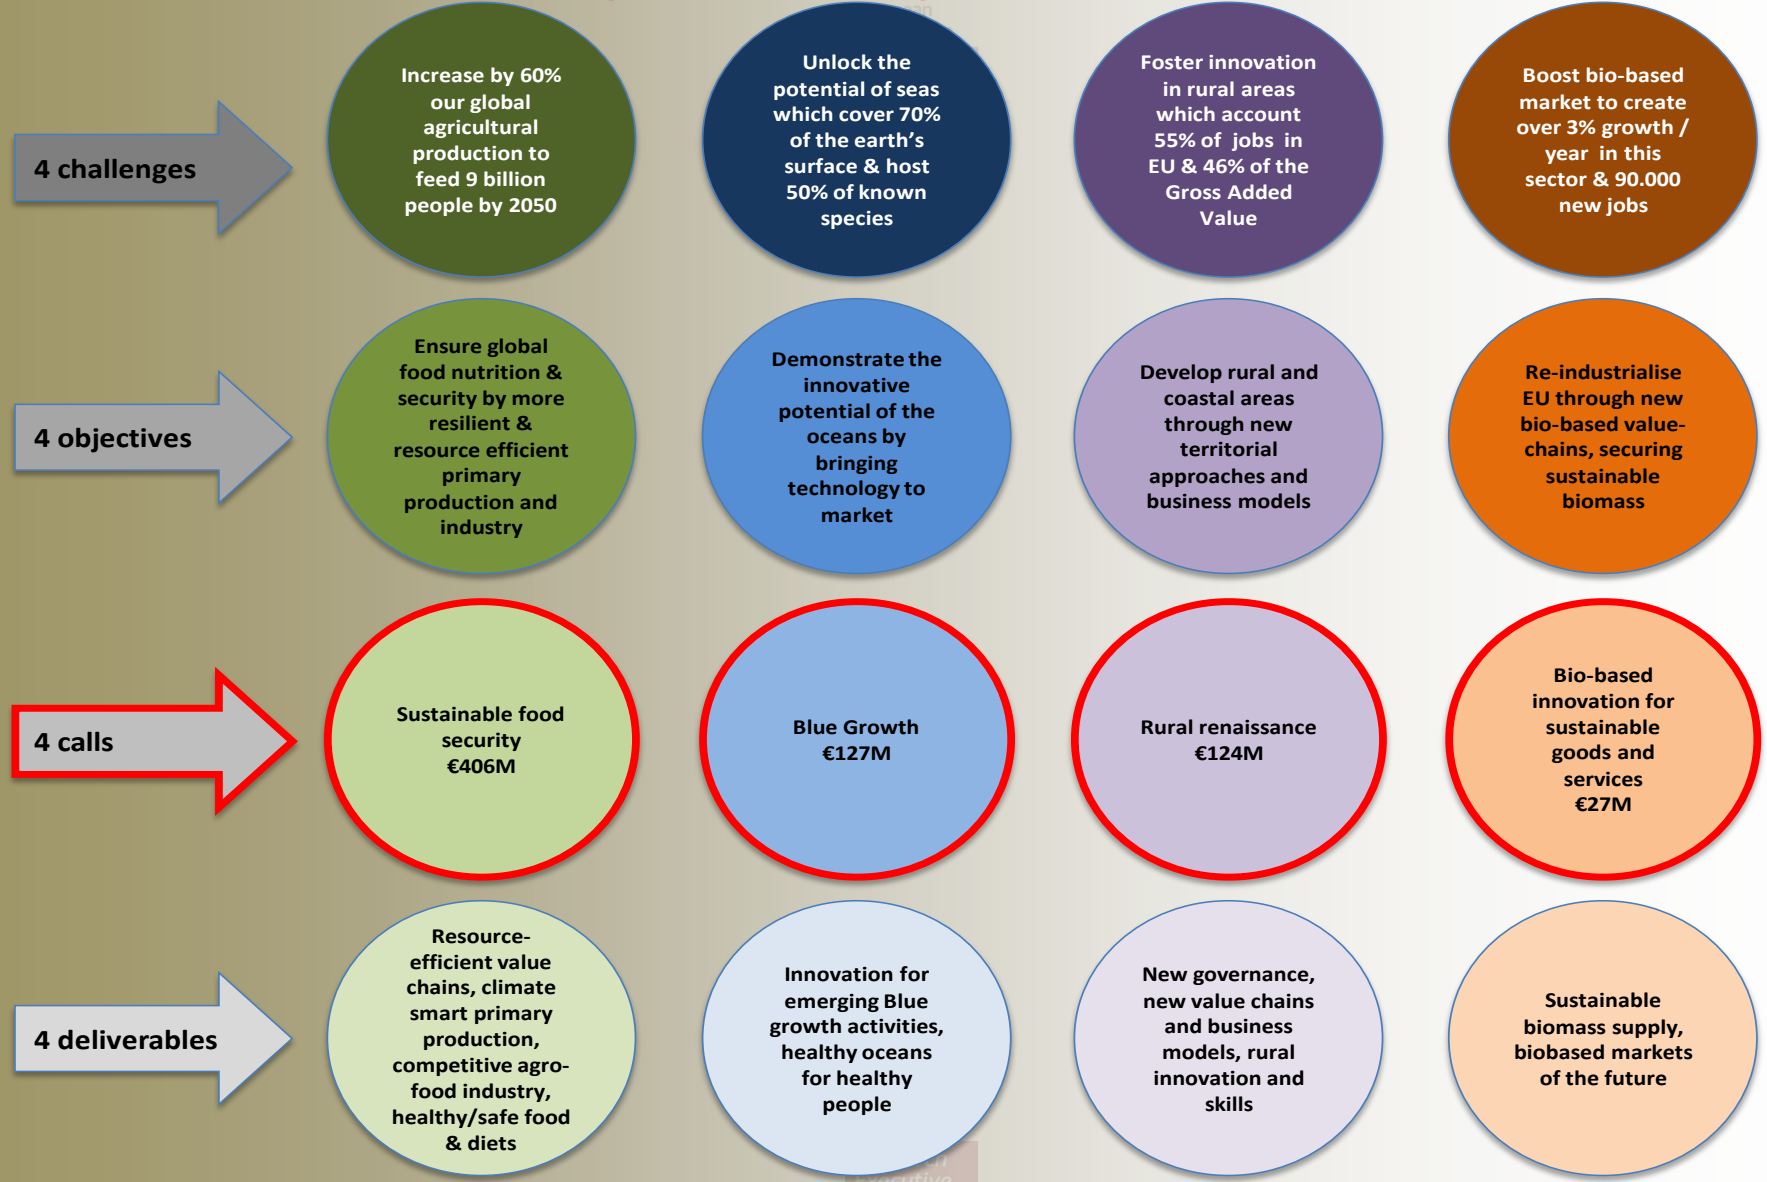 4 challenges
Increase by 60%
our global
agricultural
production to
feed 9 billion
people by 2050
Unlock the
potential of seas
which cover 70%
of the earth's
surface & host
50% of known
species
Foster innovation
in rural areas
which account
55% of jobs in
EU & 46% of the
Gross Added
Value
Boost bio-based
market to create
over 3% growth /
year in this
sector & 90.000
new jobs
4 objectives
Ensure global
food nutrition &
security by more
resilient &
resource efficient
primary
production and
industry
Demonstrate the
innovative
potential of the
oceans by
bringing
technology to
market
Develop rural and
coastal areas
through new
territorial
approaches and
business models
Re-industrialise
EU through new
bio-based value-
chains, securing
sustainable
biomass
4 calls
Sustainable food
security
€406M
Blue Growth
€127M
Rural renaissance
€124M
Bio-based
innovation for
sustainable
goods and
services
€27M
4 deliverables
Resource-
efficient value
chains, climate
smart primary
production,
competitive agro-
food industry,
healthy/safe food
& diets
Innovation for
emerging Blue
growth activities,
healthy oceans
for healthy
people
New governance,
new value chains
and business
models, rural
innovation and
skills
Sustainable
biomass supply,
biobased markets
of the future